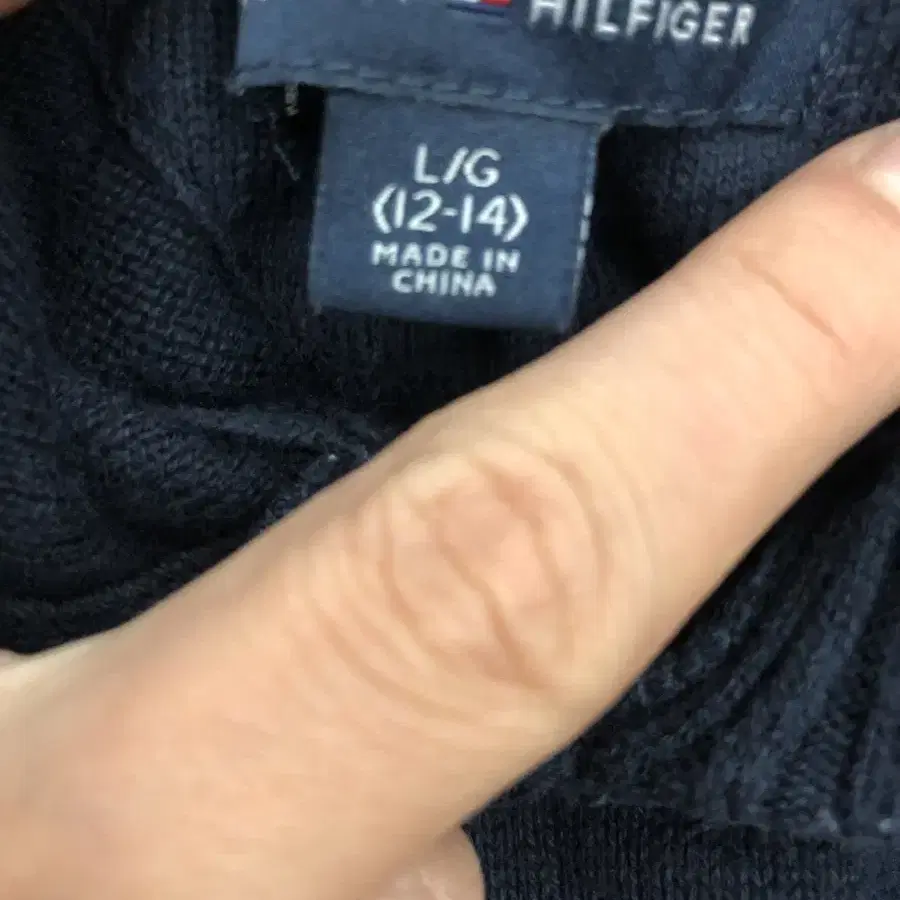 HILFIGER
L/G
(12-14)
MADE IN
CHINA